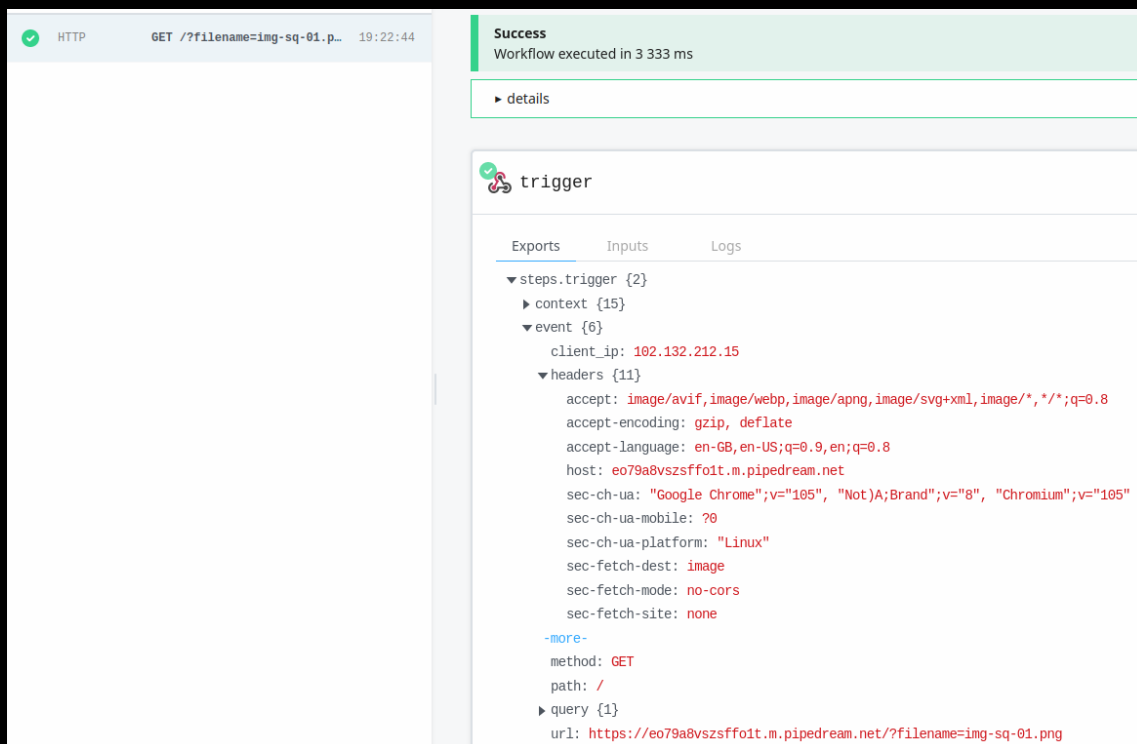 HTTP GET /?filename=img-sq-01.p… 19:22:44
Success
Workflow executed in 3 333 ms
▸ details
trigger
Exports Inputs Logs
▼steps.trigger {2}
▶ context {15}
▼event {6}
client_ip: 102.132.212.15
▼headers {11}
accept: image/avif,image/webp,image/apng,image/svg+xml,image/*,*/*;q=0.8
accept-encoding: gzip, deflate
accept-language: en-GB,en-US;q=0.9,en;q=0.8
host: eo79a8vszsffo1t.m.pipedream.net
sec-ch-ua: "Google Chrome";v="105", "Not)A;Brand";v="8", "Chromium";v="105"
sec-ch-ua-mobile: ?0
sec-ch-ua-platform: "Linux"
sec-fetch-dest: image
sec-fetch-mode: no-cors
sec-fetch-site: none
-more-
method: GET
path: /
▶ query {1}
url: https://eo79a8vszsffo1t.m.pipedream.net/?filename=img-sq-01.png